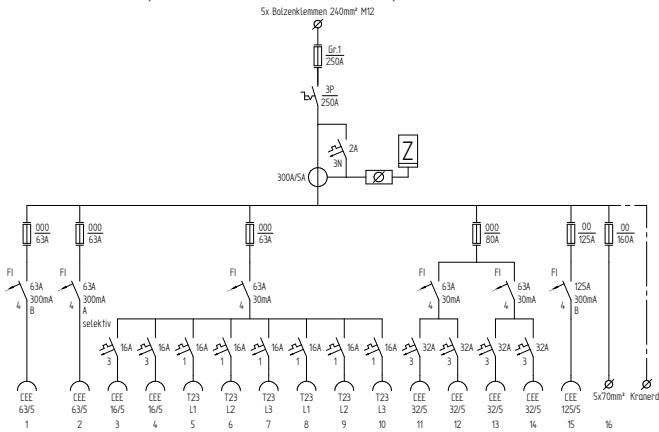 5x Bolzenklemmen 240mm² M12
Gr.1
250A
3P
250A
2A
3N
Z
300A/5A
000
63A
000
63A
000
63A
000
80A
00
125A
00
160A
FI
63A
300mA
4
B
FI
63A
300mA
4
A
selektiv
FI
63A
30mA
4
FI
63A
30mA
4
FI
63A
30mA
4
FI
125A
300mA
4
B
16A
3
16A
3
16A
1
16A
1
16A
1
16A
1
16A
1
16A
1
32A
3
32A
3
32A
3
32A
3
CEE CEE CEE CEE T23 T23 T23 T23 T23 T23 CEE CEE CEE CEE CEE 5x70mm² Kranerd
63/5 63/5 16/5 16/5 L1 L2 L3 L1 L2 L3 32/5 32/5 32/5 32/5 125/5
1 2 3 4 5 6 7 8 9 10 11 12 13 14 15 16